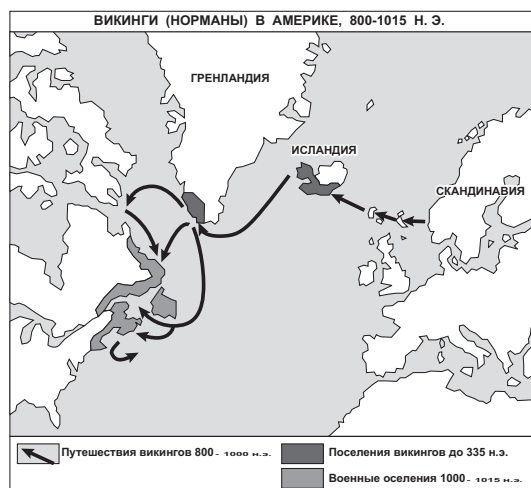 ВИКИНГИ (НОРМАНЫ) В АМЕРИКЕ, 800-1015 Н. Э.
ГРЕНЛАНДИЯ
ИСЛАНДИЯ
СКАНДИНАВИЯ
Путешествия викингов 800 - 1000 н.э.
Поселения викингов до 335 н.э.
Военные оселения 1000 - 1015 н.э.